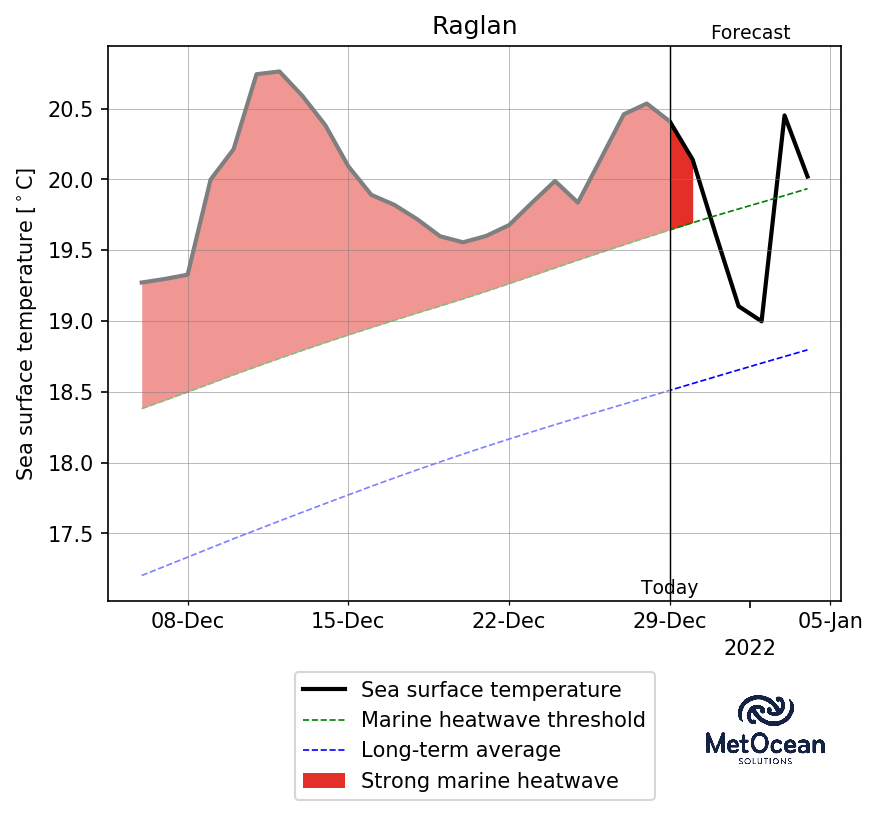 Raglan
Forecast
Sea surface temperature [°C]
20.5
20.0
19.5
19.0
18.5
18.0
17.5
Today
08-Dec
15-Dec
22-Dec
29-Dec
05-Jan
2022
Sea surface temperature
Marine heatwave threshold
Long-term average
Strong marine heatwave
MetOcean
SOLUTIONS